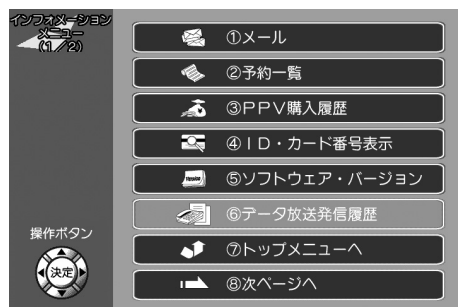 インフォメーション
メニュー
(1/2)
①メール
②予約一覧
③PPV購入履歴
④ID・カード番号表示
⑤ソフトウェア・バージョン
⑥データ放送発信履歴
⑦トップメニューへ
⑧次ページへ
操作ボタン
決定